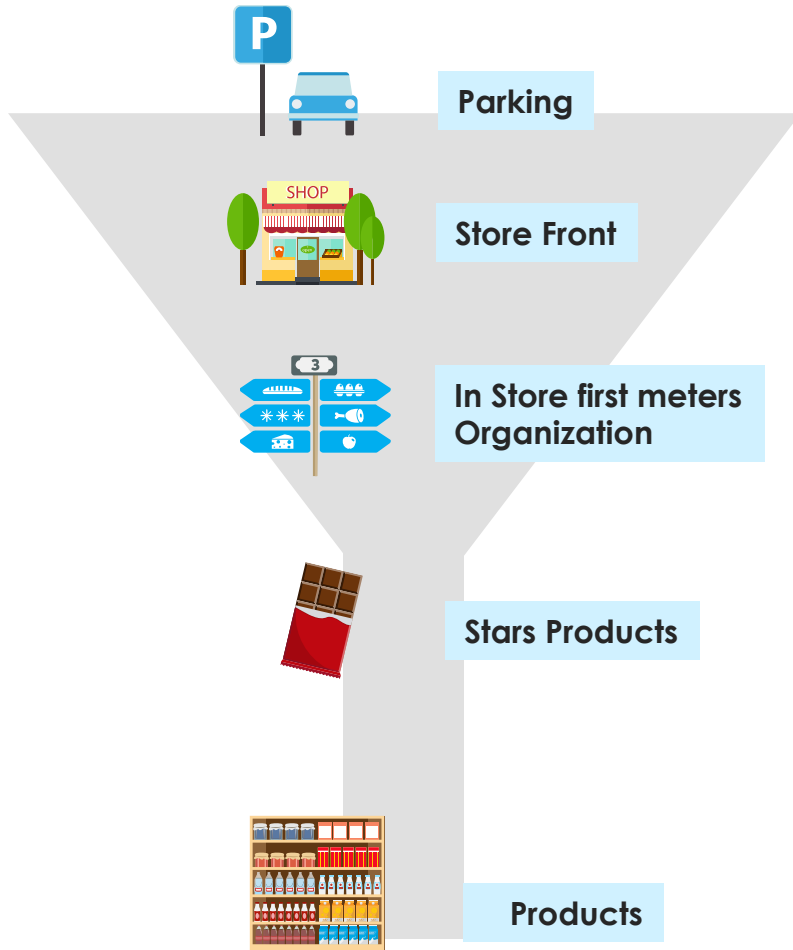 P
Parking
SHOP
Store Front
3
In Store first meters
Organization
Stars Products
Products